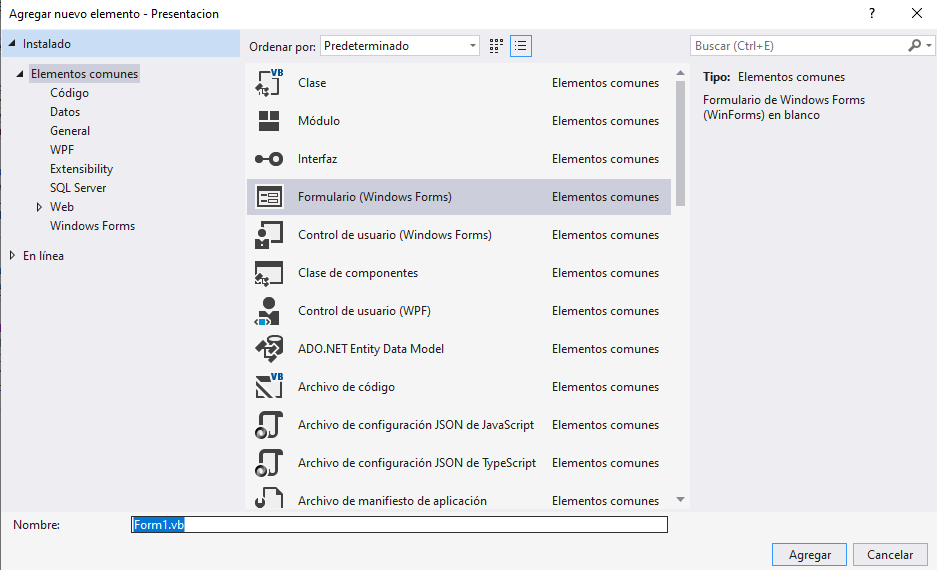 Agregar nuevo elemento - Presentacion
?
Instalado
Elementos comunes
Código
Datos
General
WPF
Extensibility
SQL Server
Web
Windows Forms
En línea
Ordenar por: Predeterminado
VB Clase Elementos comunes
Módulo Elementos comunes
Interfaz Elementos comunes
Formulario (Windows Forms) Elementos comunes
Control de usuario (Windows Forms) Elementos comunes
Clase de componentes Elementos comunes
Control de usuario (WPF) Elementos comunes
ADO.NET Entity Data Model Elementos comunes
VB Archivo de código Elementos comunes
Archivo de configuración JSON de JavaScript Elementos comunes
Archivo de configuración JSON de TypeScript Elementos comunes
Archivo de manifiesto de aplicación Elementos comunes
Buscar (Ctrl+E)
Tipo: Elementos comunes
Formulario de Windows Forms
(WinForms) en blanco
Nombre: Form1.vb
Agregar Cancelar